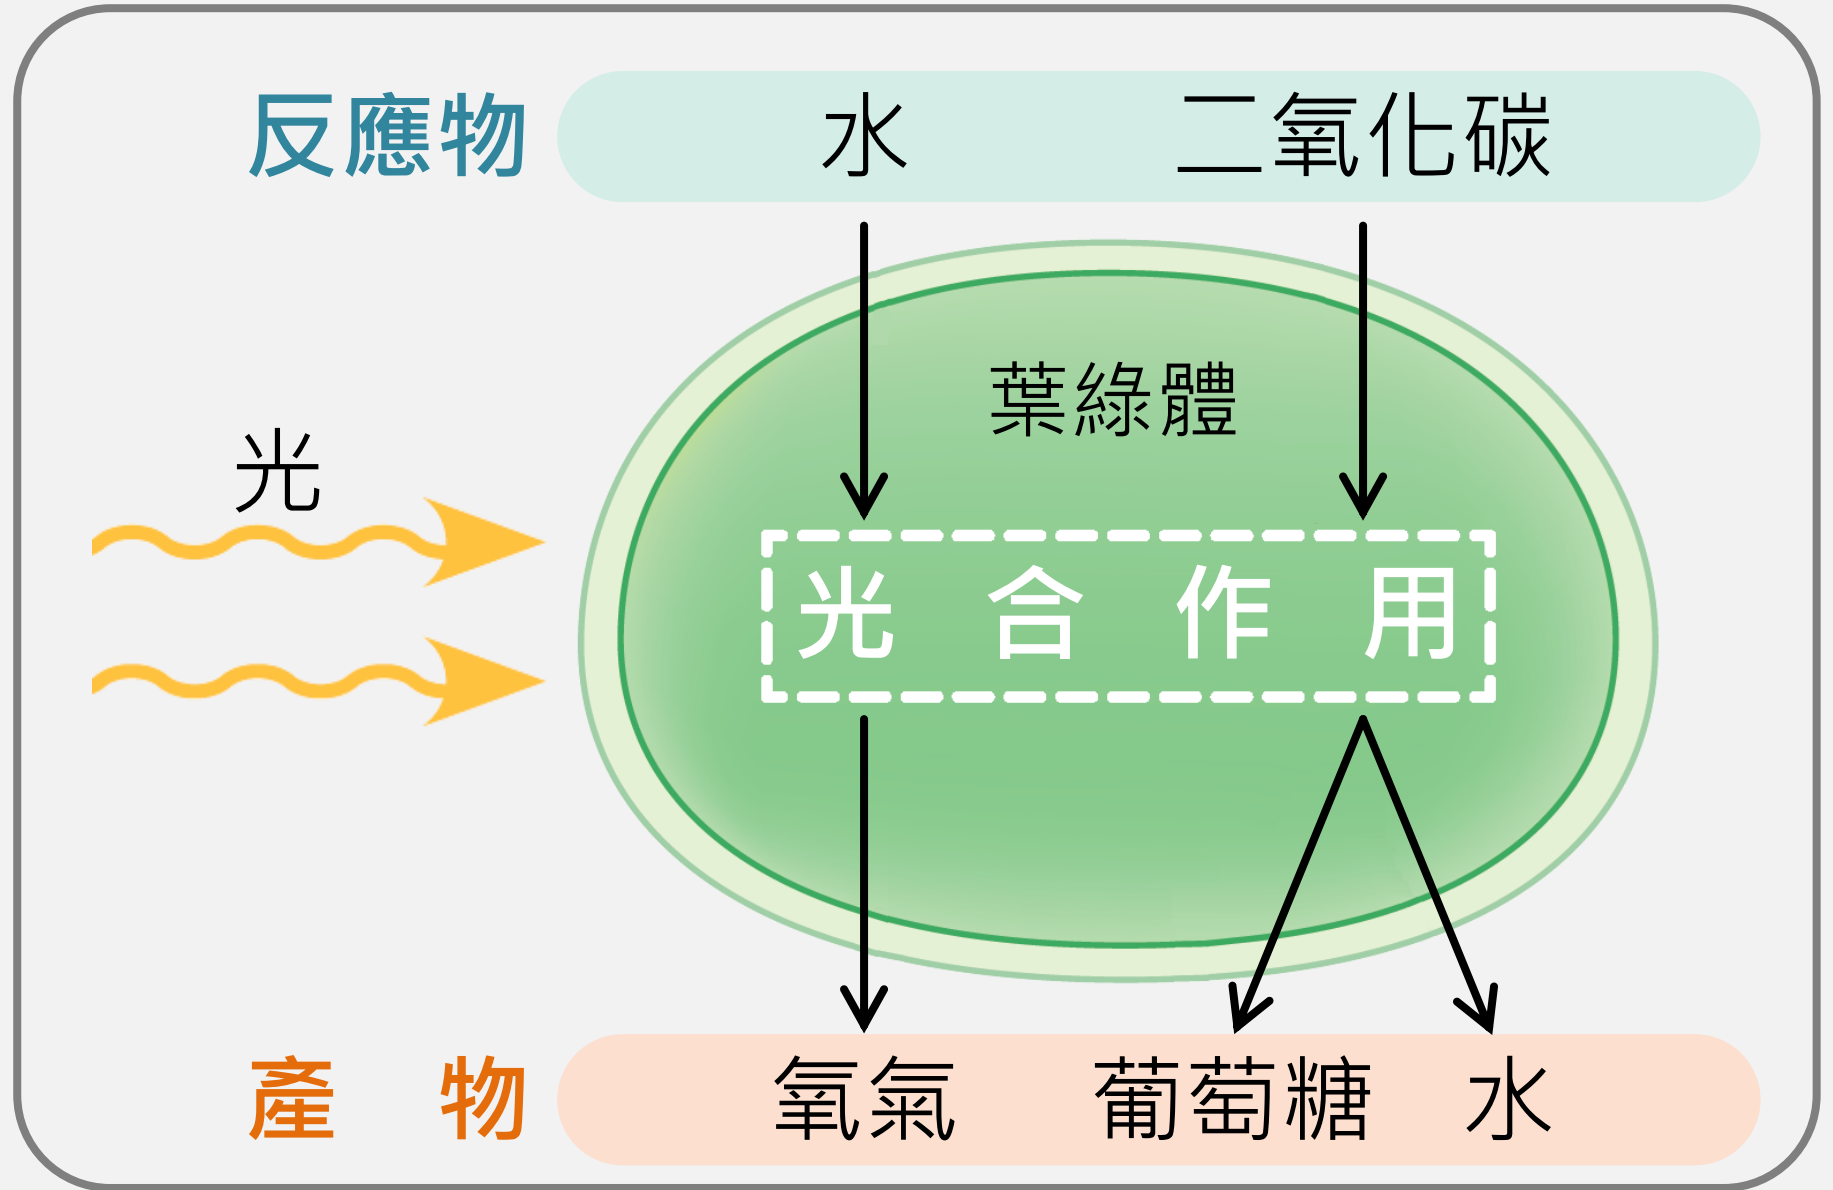 反應物 水 二氧化碳
葉綠體
光
光合作用
產物 氧氣 葡萄糖 水